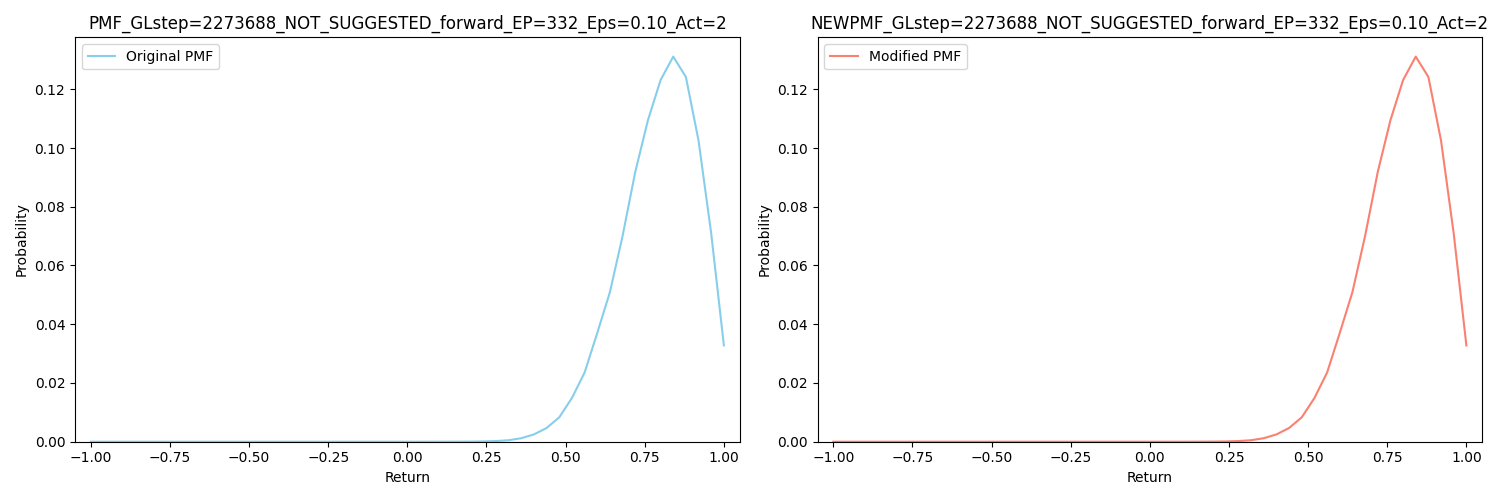 PMF_GLstep=2273688_NOT_SUGGESTED_forward_EP=332_Eps=0.10_Act=2
Original PMF
Probability
0.12
0.10
0.08
0.06
0.04
0.02
0.00
−1.00 −0.75 −0.50 −0.25 0.00 0.25 0.50 0.75 1.00
Return
NEWPMF_GLstep=2273688_NOT_SUGGESTED_forward_EP=332_Eps=0.10_Act=2
Modified PMF
Probability
0.12
0.10
0.08
0.06
0.04
0.02
0.00
−1.00 −0.75 −0.50 −0.25 0.00 0.25 0.50 0.75 1.00
Return